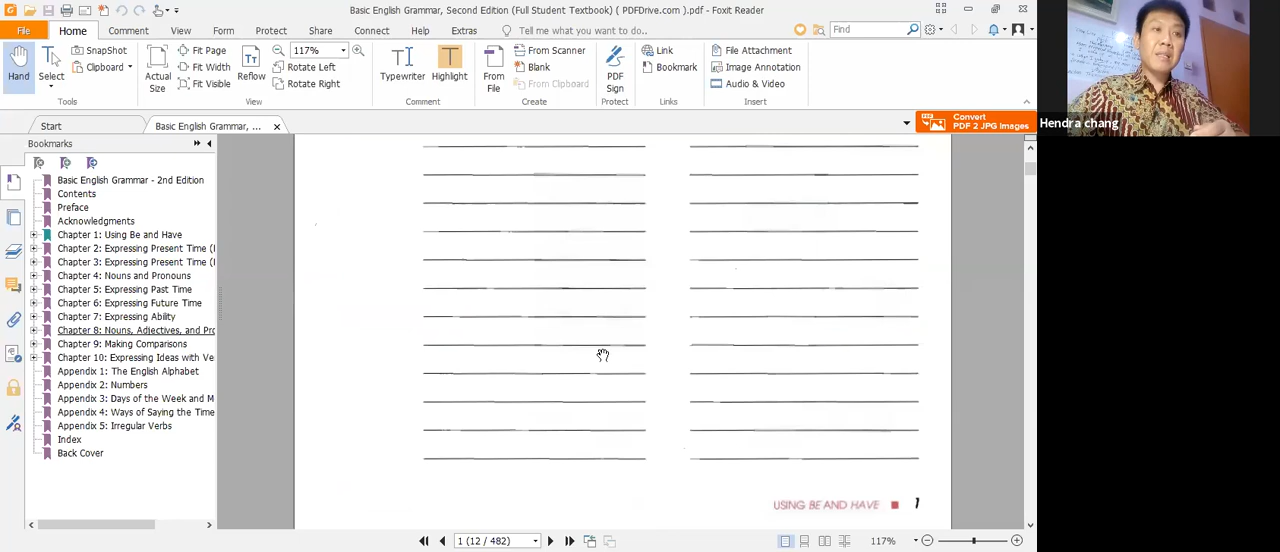 Basic English Grammar, Second Edition (Full Student Textbook) ( PDFDrive.com ).pdf - Foxit Reader
File
Home
Comment
View
Form
Protect
Share
Connect
Help
Extras
Tell me what you want to do..
Find
Hand
Select
SnapShot
Clipboard
Actual Size
Fit Page
Fit Width
Fit Visible
Reflow
117%
Rotate Left
Rotate Right
Typewriter
Highlight
From File
From Scanner
Blank
From Clipboard
PDF Sign
Link
Bookmark
File Attachment
Image Annotation
Audio & Video
Tools
View
Comment
Create
Protect
Links
Insert
Start
Basic English Grammar, ...
Convert
PDF 2 JPG Images
Hendra chang
Bookmarks
Basic English Grammar - 2nd Edition
Contents
Preface
Acknowledgments
Chapter 1: Using Be and Have
Chapter 2: Expressing Present Time (
Chapter 3: Expressing Present Time (
Chapter 4: Nouns and Pronouns
Chapter 5: Expressing Past Time
Chapter 6: Expressing Future Time
Chapter 7: Expressing Ability
Chapter 8: Nouns, Adjectives, and Pro
Chapter 9: Making Comparisons
Chapter 10: Expressing Ideas with Ve
Appendix 1: The English Alphabet
Appendix 2: Numbers
Appendix 3: Days of the Week and M
Appendix 4: Ways of Saying the Time
Appendix 5: Irregular Verbs
Index
Back Cover
USING BE AND HAVE ■ 1
1 (12 / 482)
117%